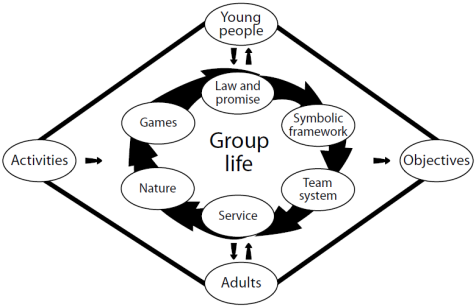 Young
people
Law and
promise
Games
Symbolic
framework
Group
life
Activities
Objectives
Nature
Team
system
Service
Adults